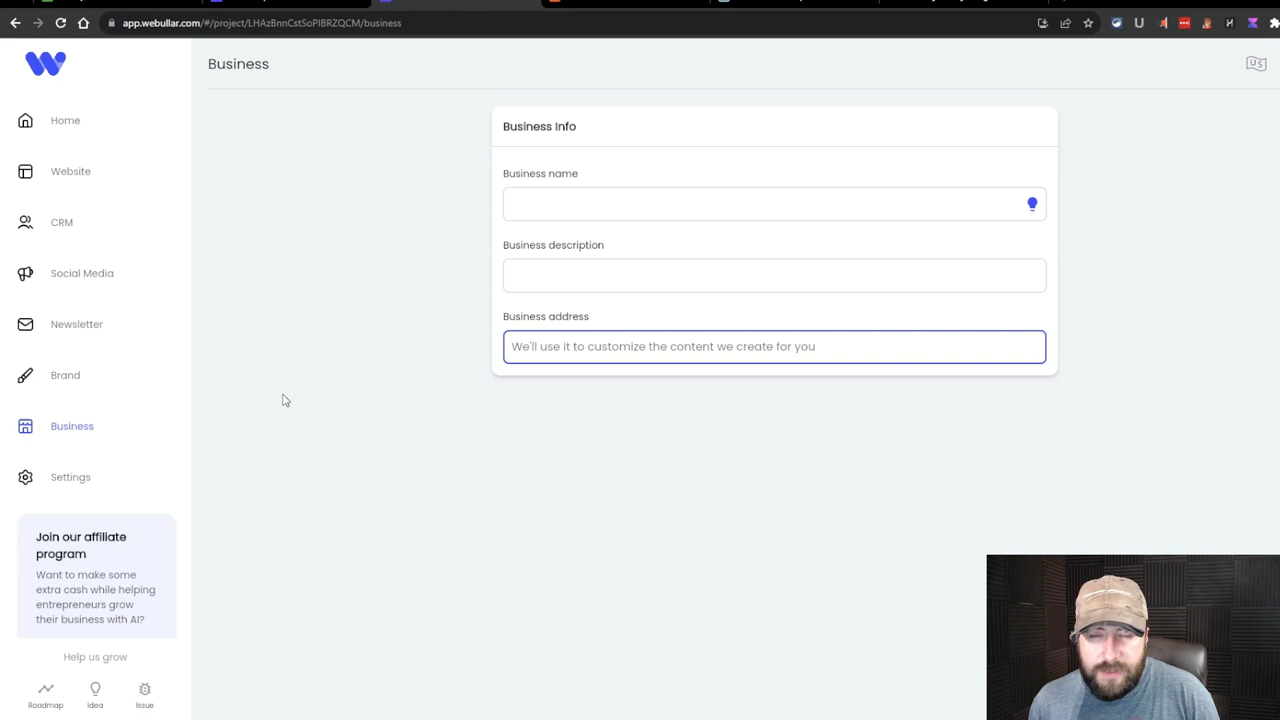 app.webullar.com/#/project/LHAzBnnCstSoPIBRZQCM/business
Business
US
Home
Website
CRM
Social Media
Newsletter
Brand
Business
Settings
Join our affiliate
program
Want to make some
extra cash while helping
entrepreneurs grow
their business with AI?
Help us grow
Roadmap
Idea
Issue
Business Info
Business name
Business description
Business address
We'll use it to customize the content we create for you